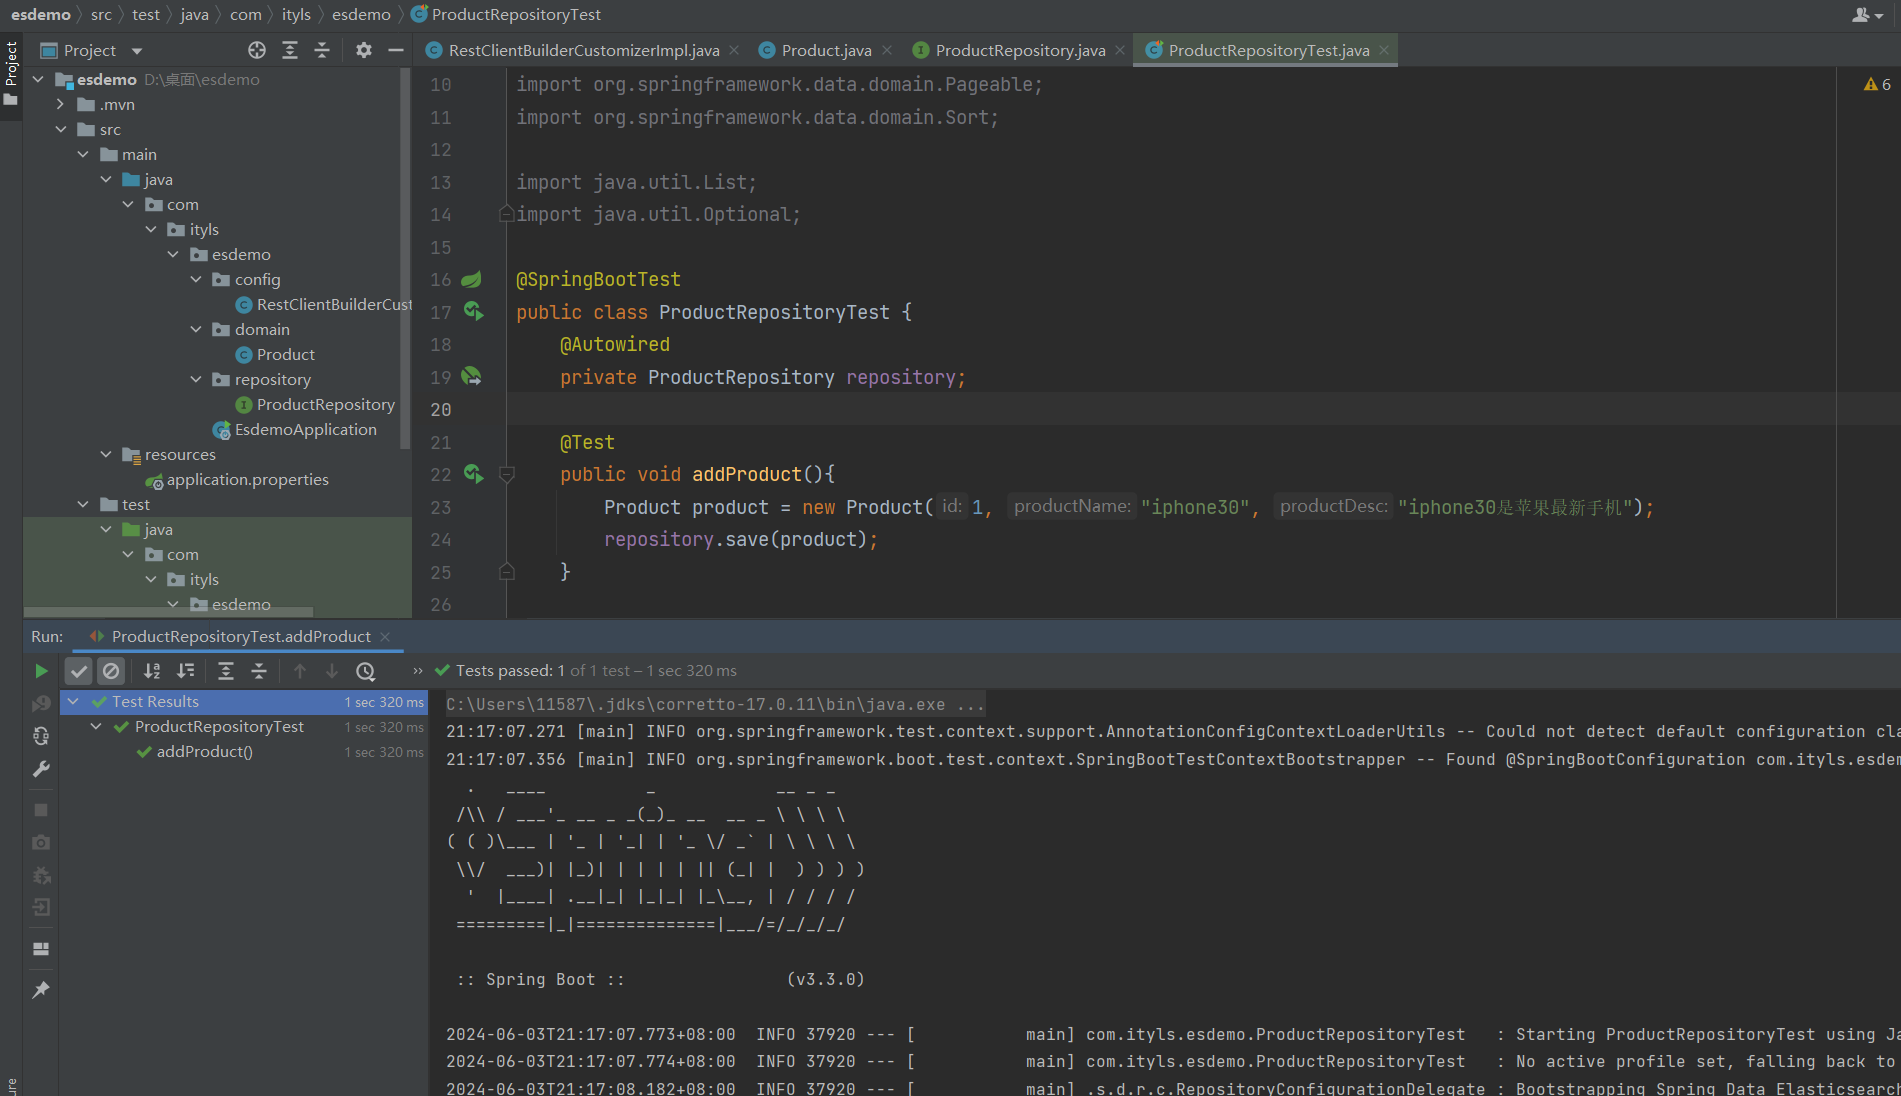 esdemo src test java com ityls esdemo ProductRepositoryTest
Project
Project
RestClientBuilderCustomizerImpl.java Product.java ProductRepository.java ProductRepositoryTest.java
esdemo D:\桌面\esdemo
.mvn
src
main
java
com
ityls
esdemo
config
RestClientBuilderCust
domain
Product
repository
ProductRepository
EsdemoApplication
resources
application.properties
test
java
com
ityls
esdemo
6
10 import org.springframework.data.domain.Pageable;
11 import org.springframework.data.domain.Sort;
12
13 import java.util.List;
14 import java.util.Optional;
15
16 @SpringBootTest
17 public class ProductRepositoryTest {
18 @Autowired
19 private ProductRepository repository;
20
21 @Test
22 public void addProduct(){
23 Product product = new Product( id: 1, productName: "iphone30", productDesc: "iphone30是苹果最新手机");
24 repository.save(product);
25 }
26
Run: ProductRepositoryTest.addProduct
Tests passed: 1 of 1 test – 1 sec 320 ms
Test Results 1 sec 320 ms
ProductRepositoryTest 1 sec 320 ms
addProduct() 1 sec 320 ms
C:\Users\11587\.jdks\corretto-17.0.11\bin\java.exe ...
21:17:07.271 [main] INFO org.springframework.test.context.support.AnnotationConfigContextLoaderUtils -- Could not detect default configuration cla
21:17:07.356 [main] INFO org.springframework.boot.test.context.SpringBootTestContextBootstrapper -- Found @SpringBootConfiguration com.ityls.esdem
  .   ____          _            __ _ _
 /\\ / ___'_ __ _ _(_)_ __  __ _ \ \ \ \
( ( )\___ | '_ | '_| | '_ \/ _` | \ \ \ \
 \\/  ___)| |_)| | | | | || (_| |  ) ) ) )
  '  |____| .__|_| |_|_| |_\__, | / / / /
 =========|_|==============|___/=/_/_/_/
:: Spring Boot :: (v3.3.0)
2024-06-03T21:17:07.773+08:00 INFO 37920 --- [ main] com.ityls.esdemo.ProductRepositoryTest : Starting ProductRepositoryTest using Ja
2024-06-03T21:17:07.774+08:00 INFO 37920 --- [ main] com.ityls.esdemo.ProductRepositoryTest : No active profile set, falling back to
2024-06-03T21:17:08.182+08:00 INFO 37920 --- [ main] .s.d.r.c.RepositoryConfigurationDelegate : Bootstrapping Spring Data Elasticsearch